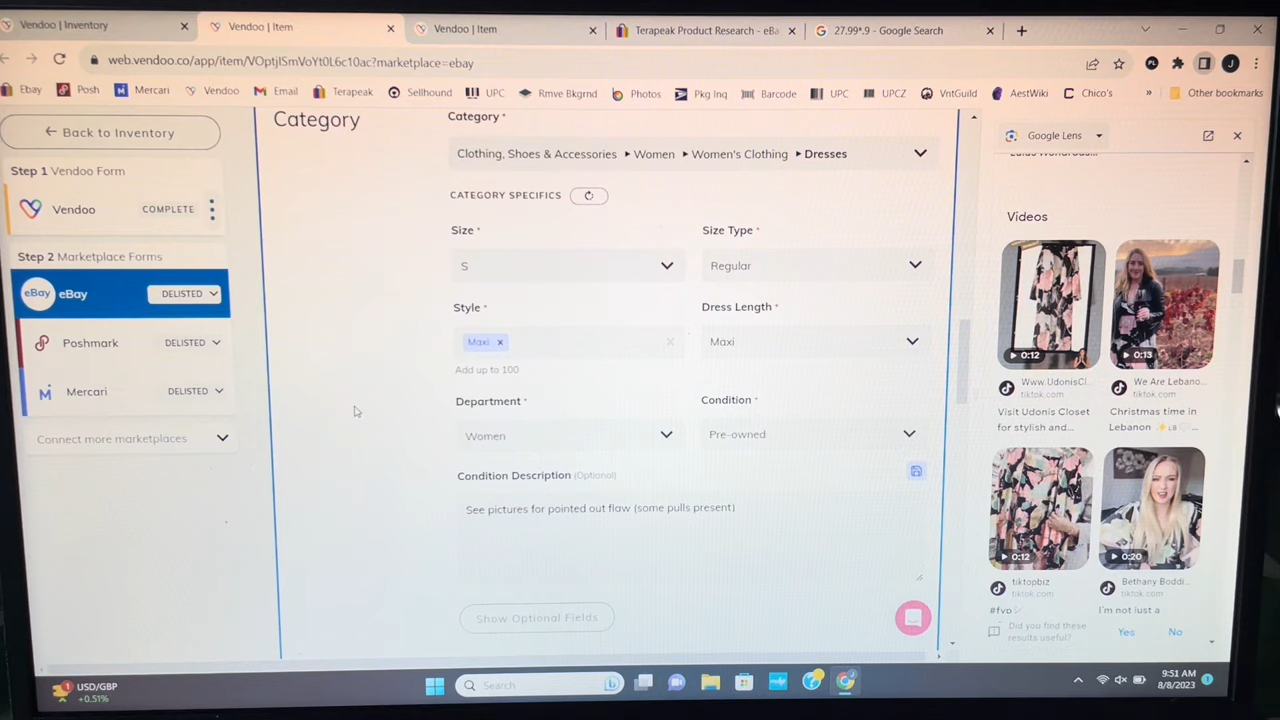 Vendoo | Inventory
Vendoo | Item
Vendoo | Item
Terapeak Product Research - eBa
27.99*.9 - Google Search
web.vendoo.co/app/item/VOptjlSmVoYt0L6c10ac?marketplace=ebay
PL
J
Ebay
Posh
Mercari
Vendoo
Email
Terapeak
Sellhound
UPC
Rmve Bkgrnd
Photos
Pkg Inq
Barcode
UPC
UPCZ
VntGuild
AestWiki
Chico's
»
Other bookmarks
← Back to Inventory
Step 1 Vendoo Form
Vendoo
COMPLETE
Step 2 Marketplace Forms
eBay
eBay
DELISTED
Poshmark
DELISTED
Mercari
DELISTED
Connect more marketplaces
Category
Category *
Clothing, Shoes & Accessories ▸ Women ▸ Women's Clothing ▸ Dresses
CATEGORY SPECIFICS
Size *
Size Type *
S
Regular
Style *
Dress Length *
Maxi ×
Maxi
Add up to 100
Department *
Condition *
Women
Pre-owned
Condition Description (Optional)
See pictures for pointed out flaw (some pulls present)
Show Optional Fields
Google Lens
Videos
0:12
0:13
Www.UdonisCl...
tiktok.com
Visit Udonis Closet
for stylish and...
We Are Lebano...
tiktok.com
Christmas time in
Lebanon
0:12
0:20
tiktopbiz
tiktok.com
#fyp
Bethany Boddi...
tiktok.com
I'm not just a
Did you find these
results useful?
Yes
No
1
USD/GBP
+0.51%
Search
9:51 AM
8/8/2023
1